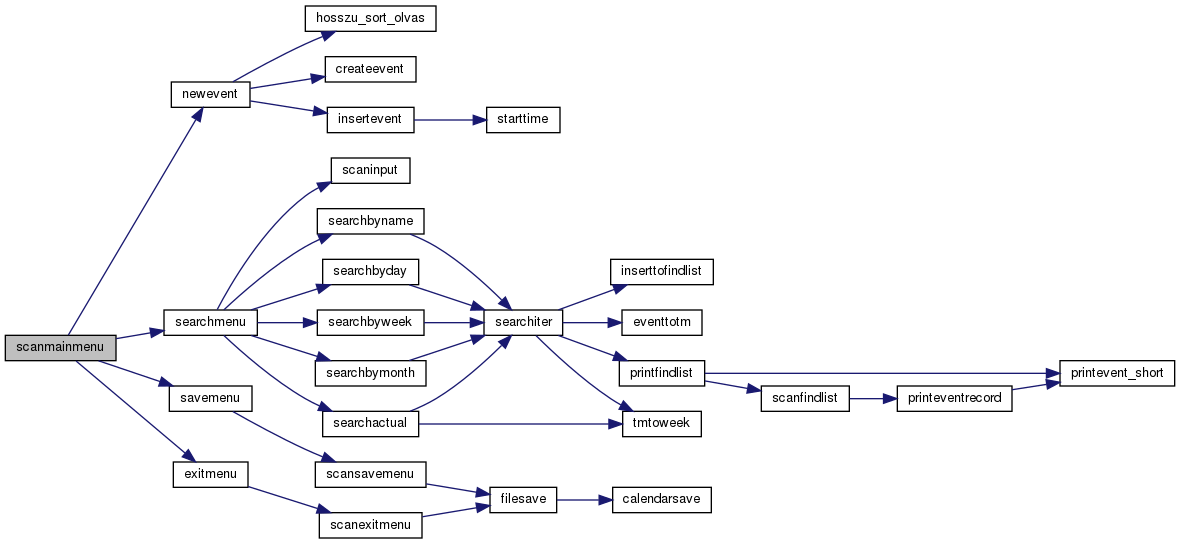 scanmainmenu
newevent
searchmenu
savemenu
exitmenu
hosszu_sort_olvas
createevent
insertevent
scaninput
searchbyname
searchbyday
searchbyweek
searchbymonth
searchactual
scansavemenu
scanexitmenu
starttime
searchiter
filesave
inserttofindlist
eventtotm
printfindlist
tmtoweek
calendarsave
scanfindlist
printeventrecord
printevent_short